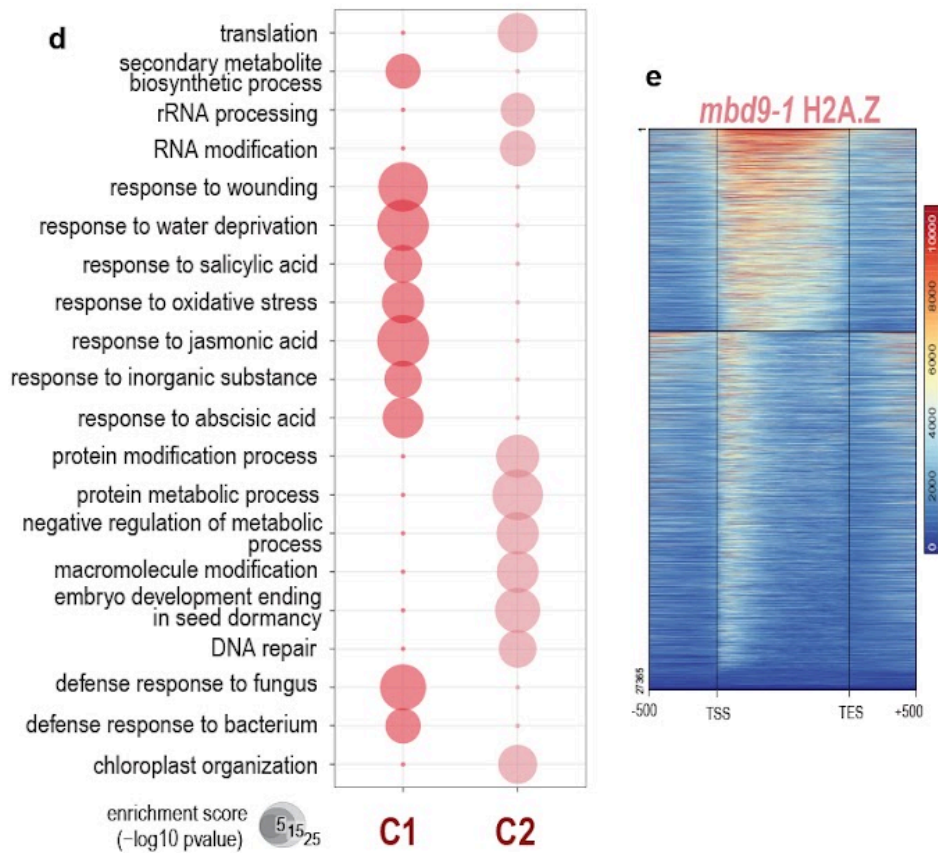 d
translation
secondary metabolite
biosynthetic process
rRNA processing
RNA modification
response to wounding
response to water deprivation
response to salicylic acid
response to oxidative stress
response to jasmonic acid
response to inorganic substance
response to abscisic acid
protein modification process
protein metabolic process
negative regulation of metabolic
process
macromolecule modification
embryo development ending
in seed dormancy
DNA repair
defense response to fungus
defense response to bacterium
chloroplast organization
enrichment score
(−log10 pvalue)
5 15 25
C1 C2
e
mbd9-1 H2A.Z
1
27365
-500 TSS TES +500
10000
8000
6000
4000
2000
0